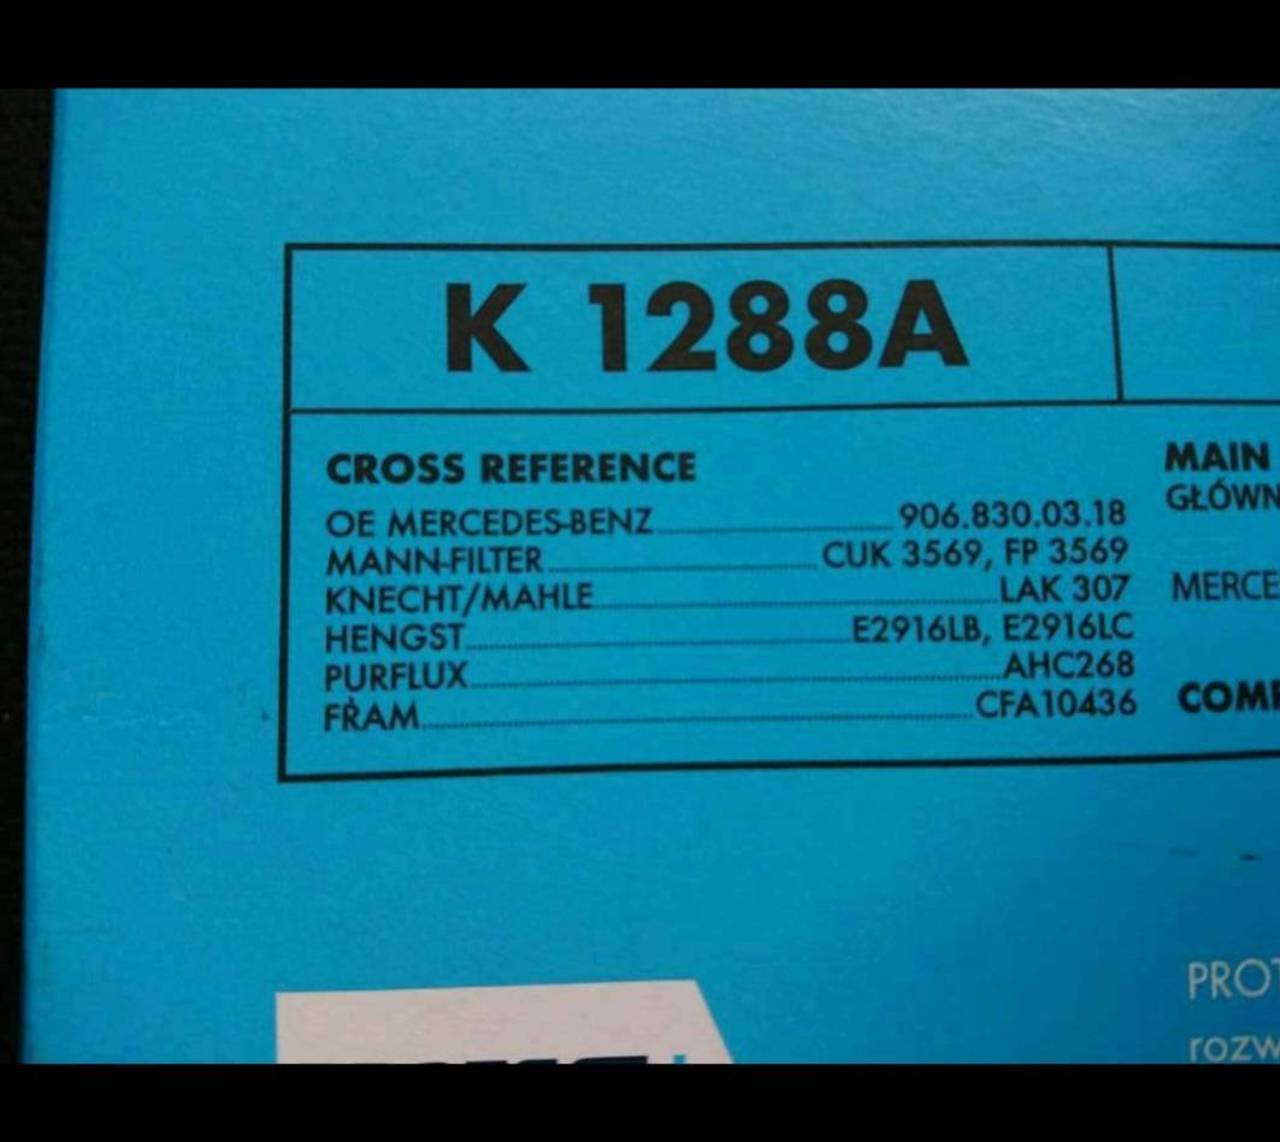 K 1288A
CROSS REFERENCE
OE MERCEDES-BENZ 906.830.03.18
MANN-FILTER CUK 3569, FP 3569
KNECHT/MAHLE LAK 307
HENGST E2916LB, E2916LC
PURFLUX AHC268
FRAM CFA10436
MAIN